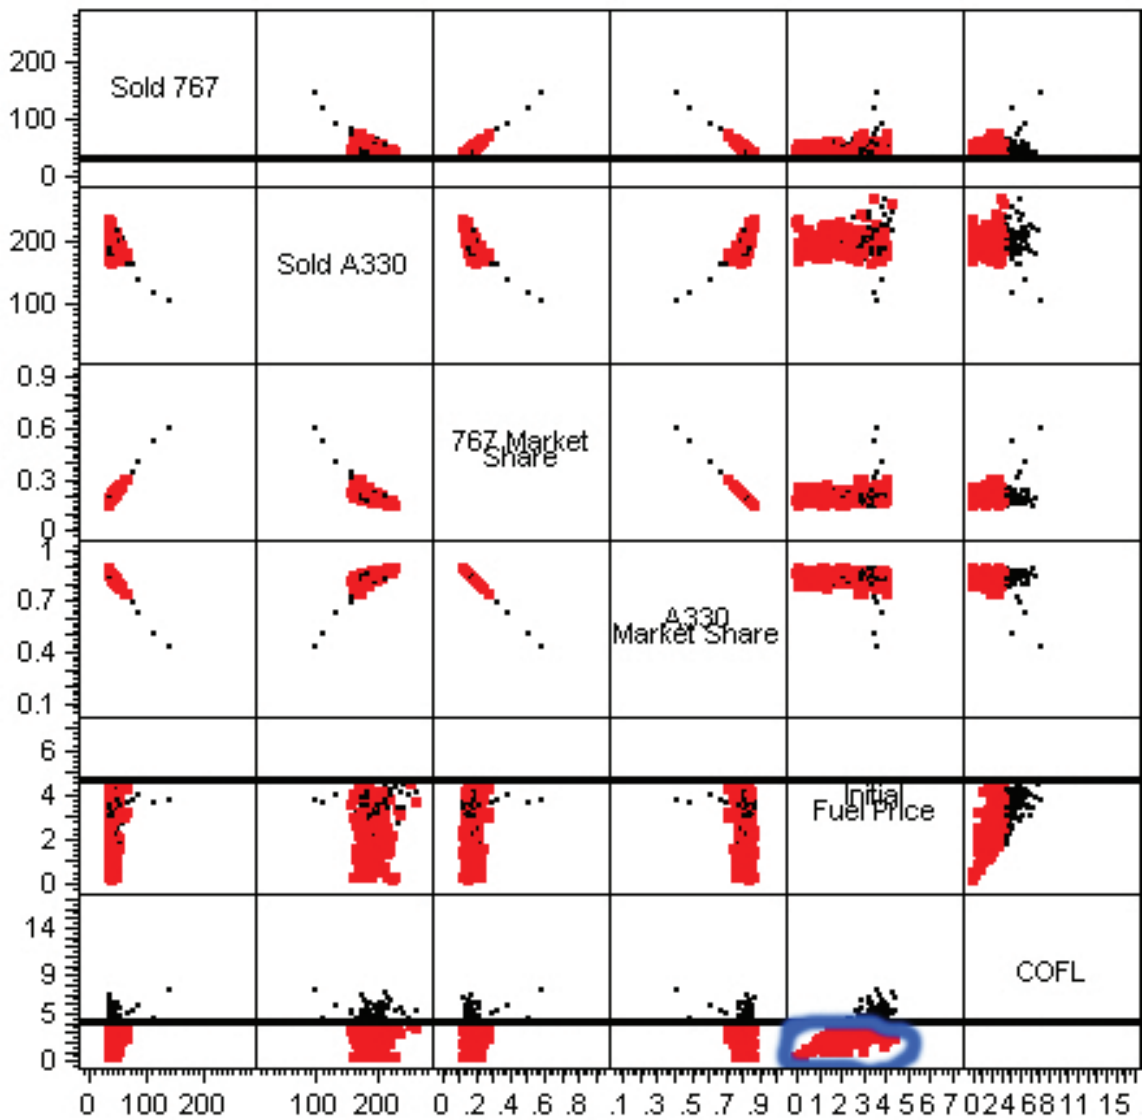 200
Sold 767
100
0
200
Sold A330
100
0.9
0.6
767 Market
Share
0.3
0
1
0.7
A330
Market Share
0.4
0.1
6
4
Initial
Fuel Price
2
0
14
9
COFL
5
0
0 100 200
100 200
0 .2 .4 .6 .8
.1 .3 .5 .7 .9
0 1 2 3 4 5 6 7
0 2 4 6 8 11 15